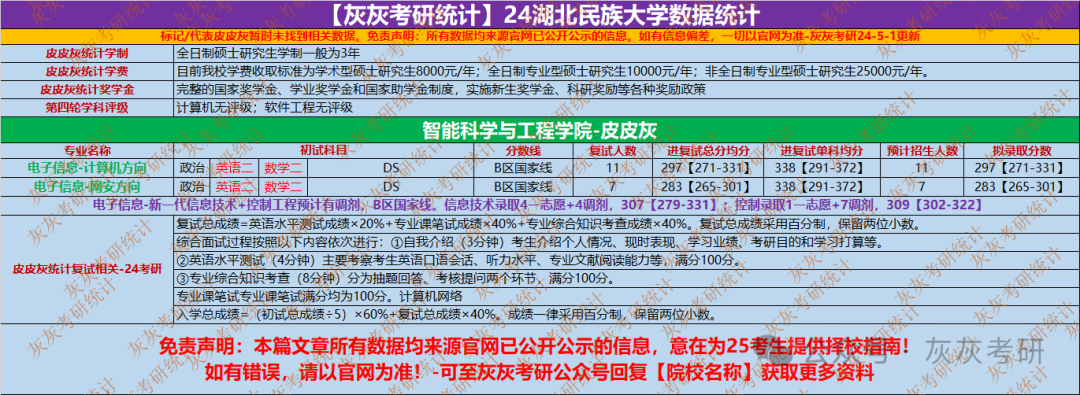 【灰灰考研统计】24湖北民族大学数据统计
标记/代表皮皮灰暂时未找到相关数据。免责声明：所有数据均来源官网已公开公示的信息。如有信息偏差，一切以官网为准-灰灰考研24-5-1更新
皮皮灰统计学制 全日制硕士研究生学制一般为3年
皮皮灰统计学费 目前我校学费收取标准为学术型硕士研究生8000元/年；全日制专业型硕士研究生10000元/年；非全日制专业型硕士研究生25000元/年。
皮皮灰统计奖学金 完整的国家奖学金、学业奖学金和国家助学金制度，实施新生奖学金、科研奖励等各种奖励政策
第四轮学科评级 计算机无评级；软件工程无评级
智能科学与工程学院-皮皮灰
专业名称 初试科目 分数线 复试人数 进复试总分均分 进复试单科均分 预计招生人数 拟录取分数
电子信息-计算机方向 政治 英语二 数学二 DS B区国家线 11 297【271-331】 338【291-372】 11 297【271-331】
电子信息-网安方向 政治 英语二 数学二 DS B区国家线 7 283【265-301】 338【291-372】 7 283【265-301】
电子信息-新一代信息技术+控制工程预计有调剂，B区国家线。信息技术录取4一志愿+4调剂，307【279-331】；控制录取1一志愿+7调剂，309【302-322】
皮皮灰统计复试相关-24考研
复试总成绩=英语水平测试成绩×20%+专业课笔试成绩×40%+专业综合知识考查成绩×40%。复试总成绩采用百分制，保留两位小数。
综合面试过程按照以下内容依次进行：①自我介绍（3分钟）考生介绍个人情况、现时表现、学习业绩、考研目的和学习打算等。
②英语水平测试（4分钟）主要考察考生英语口语会话、听力水平、专业文献阅读能力等，满分100分。
③专业综合知识考查（8分钟）分为抽题回答、考核提问两个环节，满分100分。
专业课笔试专业课笔试满分均为100分。计算机网络
入学总成绩=（初试总成绩÷5）×60%+复试总成绩×40%。成绩一律采用百分制，保留两位小数。
免责声明：本篇文章所有数据均来源官网已公开公示的信息，意在为25考生提供择校指南！
如有错误，请以官网为准！-可至灰灰考研公众号回复【院校名称】获取更多资料
公众号 灰灰考研
灰灰考研统计